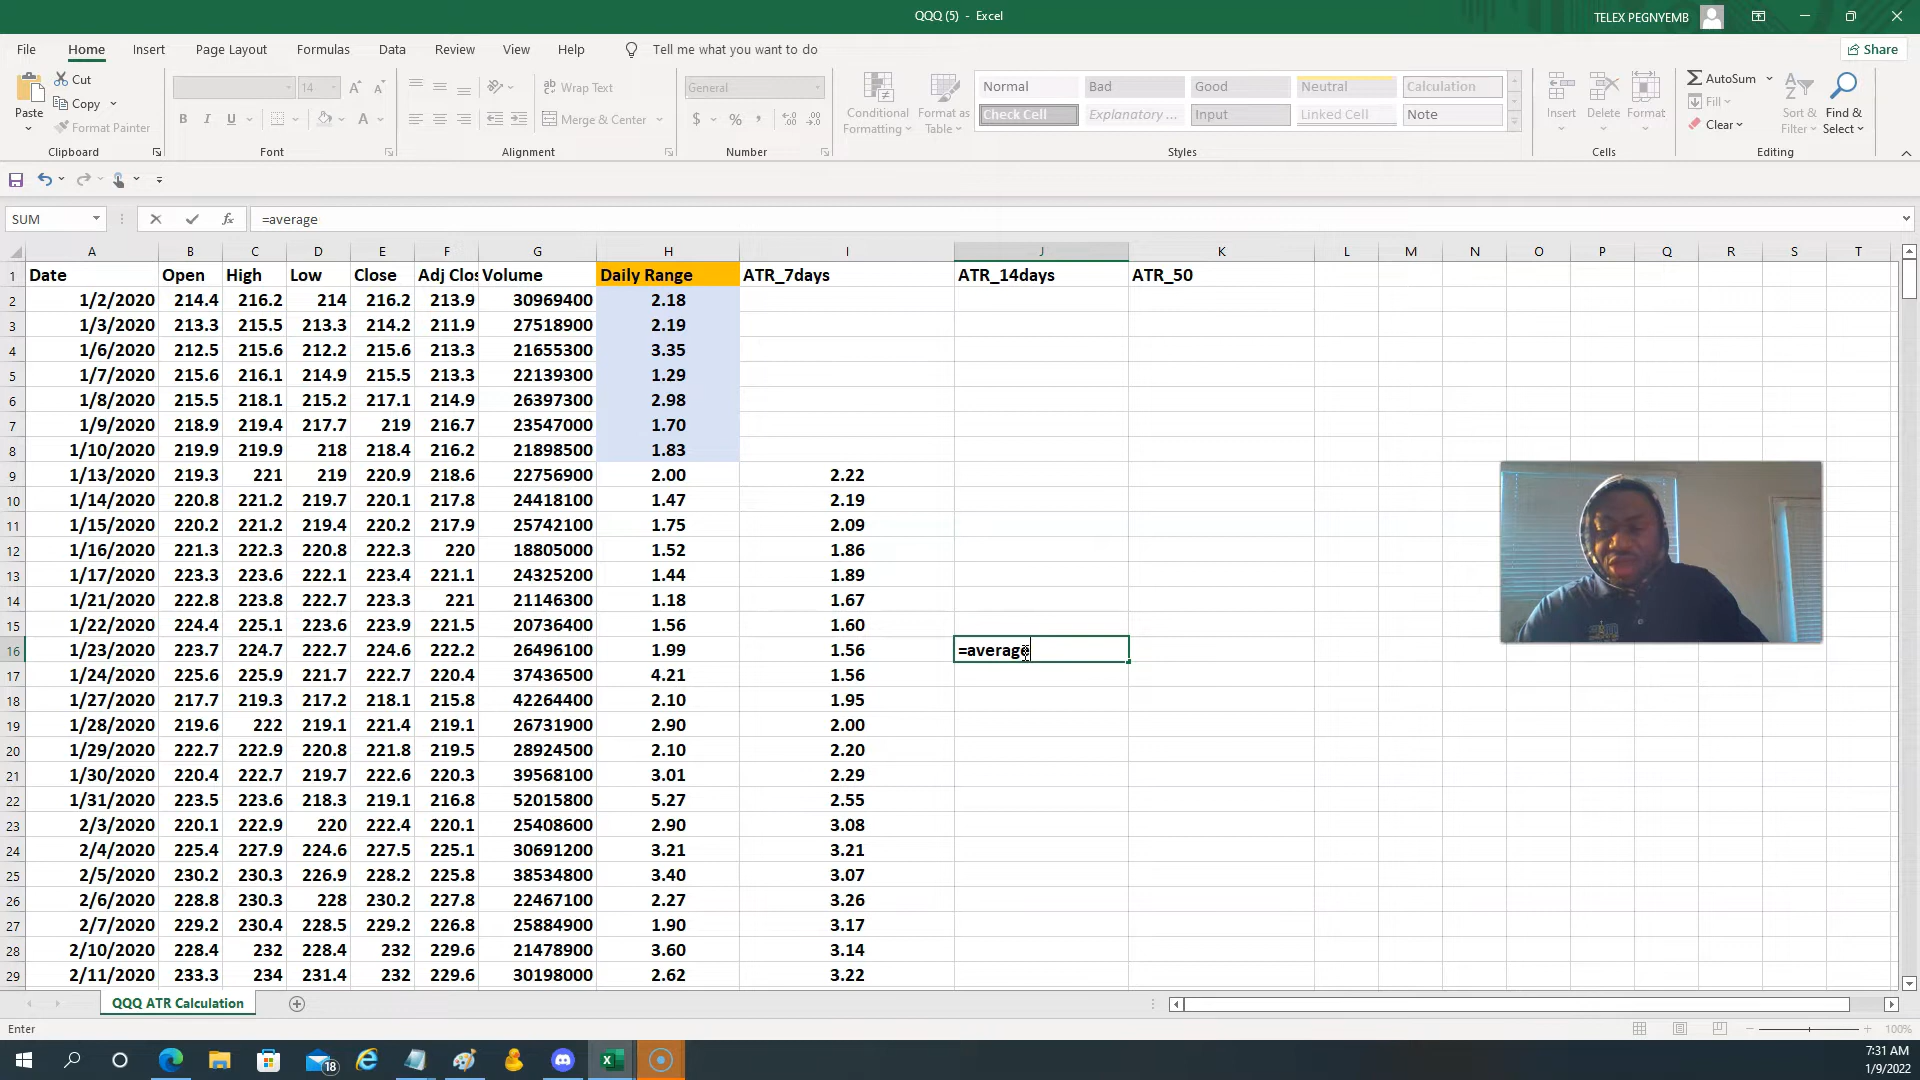 QQQ (5) - Excel
TELEX PEGNYEMB
File Home Insert Page Layout Formulas Data Review View Help Tell me what you want to do
Share
Paste
Cut
Copy
Format Painter
Clipboard
14
B I U
A A
Font
Wrap Text
Merge & Center
Alignment
General
$ % ,
Number
Conditional Formatting
Format as Table
Normal Bad Good Neutral Calculation
Check Cell Explanatory ... Input Linked Cell Note
Styles
Insert Delete Format
Cells
AutoSum
Fill
Clear
Sort & Filter
Find & Select
Editing
SUM
fx
=average
A B C D E F G H I J K L M N O P Q R S T
1 Date Open High Low Close Adj Clos Volume Daily Range ATR_7days ATR_14days ATR_50
2 1/2/2020 214.4 216.2 214 216.2 213.9 30969400 2.18
3 1/3/2020 213.3 215.5 213.3 214.2 211.9 27518900 2.19
4 1/6/2020 212.5 215.6 212.2 215.6 213.3 21655300 3.35
5 1/7/2020 215.6 216.1 214.9 215.5 213.3 22139300 1.29
6 1/8/2020 215.5 218.1 215.2 217.1 214.9 26397300 2.98
7 1/9/2020 218.9 219.4 217.7 219 216.7 23547000 1.70
8 1/10/2020 219.9 219.9 218 218.4 216.2 21898500 1.83
9 1/13/2020 219.3 221 219 220.9 218.6 22756900 2.00 2.22
10 1/14/2020 220.8 221.2 219.7 220.1 217.8 24418100 1.47 2.19
11 1/15/2020 220.2 221.2 219.4 220.2 217.9 25742100 1.75 2.09
12 1/16/2020 221.3 222.3 220.8 222.3 220 18805000 1.52 1.86
13 1/17/2020 223.3 223.6 222.1 223.4 221.1 24325200 1.44 1.89
14 1/21/2020 222.8 223.8 222.7 223.3 221 21146300 1.18 1.67
15 1/22/2020 224.4 225.1 223.6 223.9 221.5 20736400 1.56 1.60
16 1/23/2020 223.7 224.7 222.7 224.6 222.2 26496100 1.99 1.56 =average
17 1/24/2020 225.6 225.9 221.7 222.7 220.4 37436500 4.21 1.56
18 1/27/2020 217.7 219.3 217.2 218.1 215.8 42264400 2.10 1.95
19 1/28/2020 219.6 222 219.1 221.4 219.1 26731900 2.90 2.00
20 1/29/2020 222.7 222.9 220.8 221.8 219.5 28924500 2.10 2.20
21 1/30/2020 220.4 222.7 219.7 222.6 220.3 39568100 3.01 2.29
22 1/31/2020 223.5 223.6 218.3 219.1 216.8 52015800 5.27 2.55
23 2/3/2020 220.1 222.9 220 222.4 220.1 25408600 2.90 3.08
24 2/4/2020 225.4 227.9 224.6 227.5 225.1 30691200 3.21 3.21
25 2/5/2020 230.2 230.3 226.9 228.2 225.8 38534800 3.40 3.07
26 2/6/2020 228.8 230.3 228 230.2 227.8 22467100 2.27 3.26
27 2/7/2020 229.2 230.4 228.5 229.2 226.8 25884900 1.90 3.17
28 2/10/2020 228.4 232 228.4 232 229.6 21478900 3.60 3.14
29 2/11/2020 233.3 234 231.4 232 229.6 30198000 2.62 3.22
QQQ ATR Calculation
Enter
100%
18
7:31 AM
1/9/2022